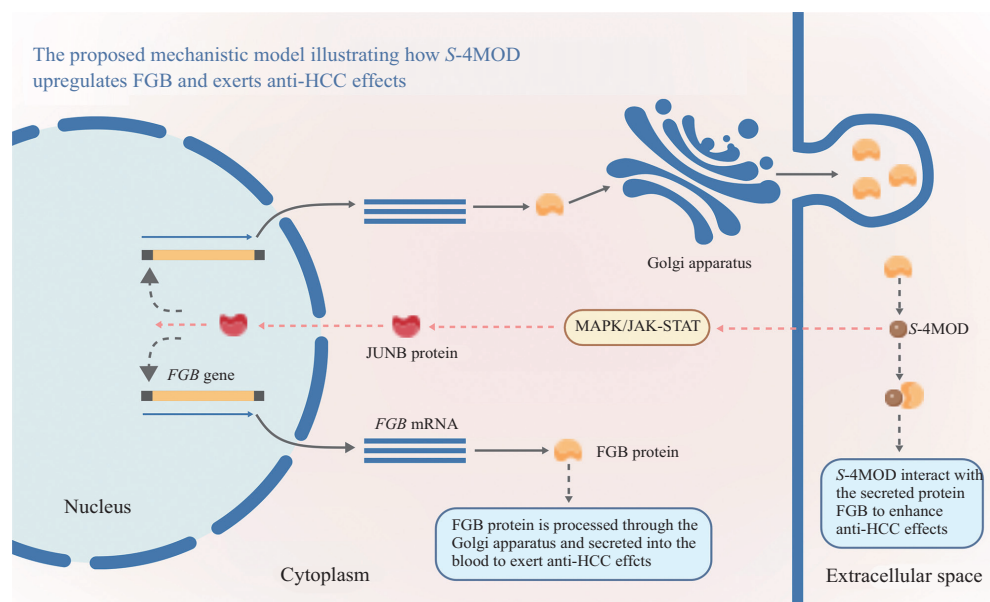 The proposed mechanistic model illustrating how S-4MOD
upregulates FGB and exerts anti-HCC effects
Golgi apparatus
MAPK/JAK-STAT
S-4MOD
JUNB protein
FGB gene
FGB mRNA
FGB protein
S-4MOD interact with
the secreted protein
FGB to enhance
anti-HCC effects
Nucleus
FGB protein is processed through the
Golgi apparatus and secreted into the
blood to exert anti-HCC effcts
Cytoplasm
Extracellular space